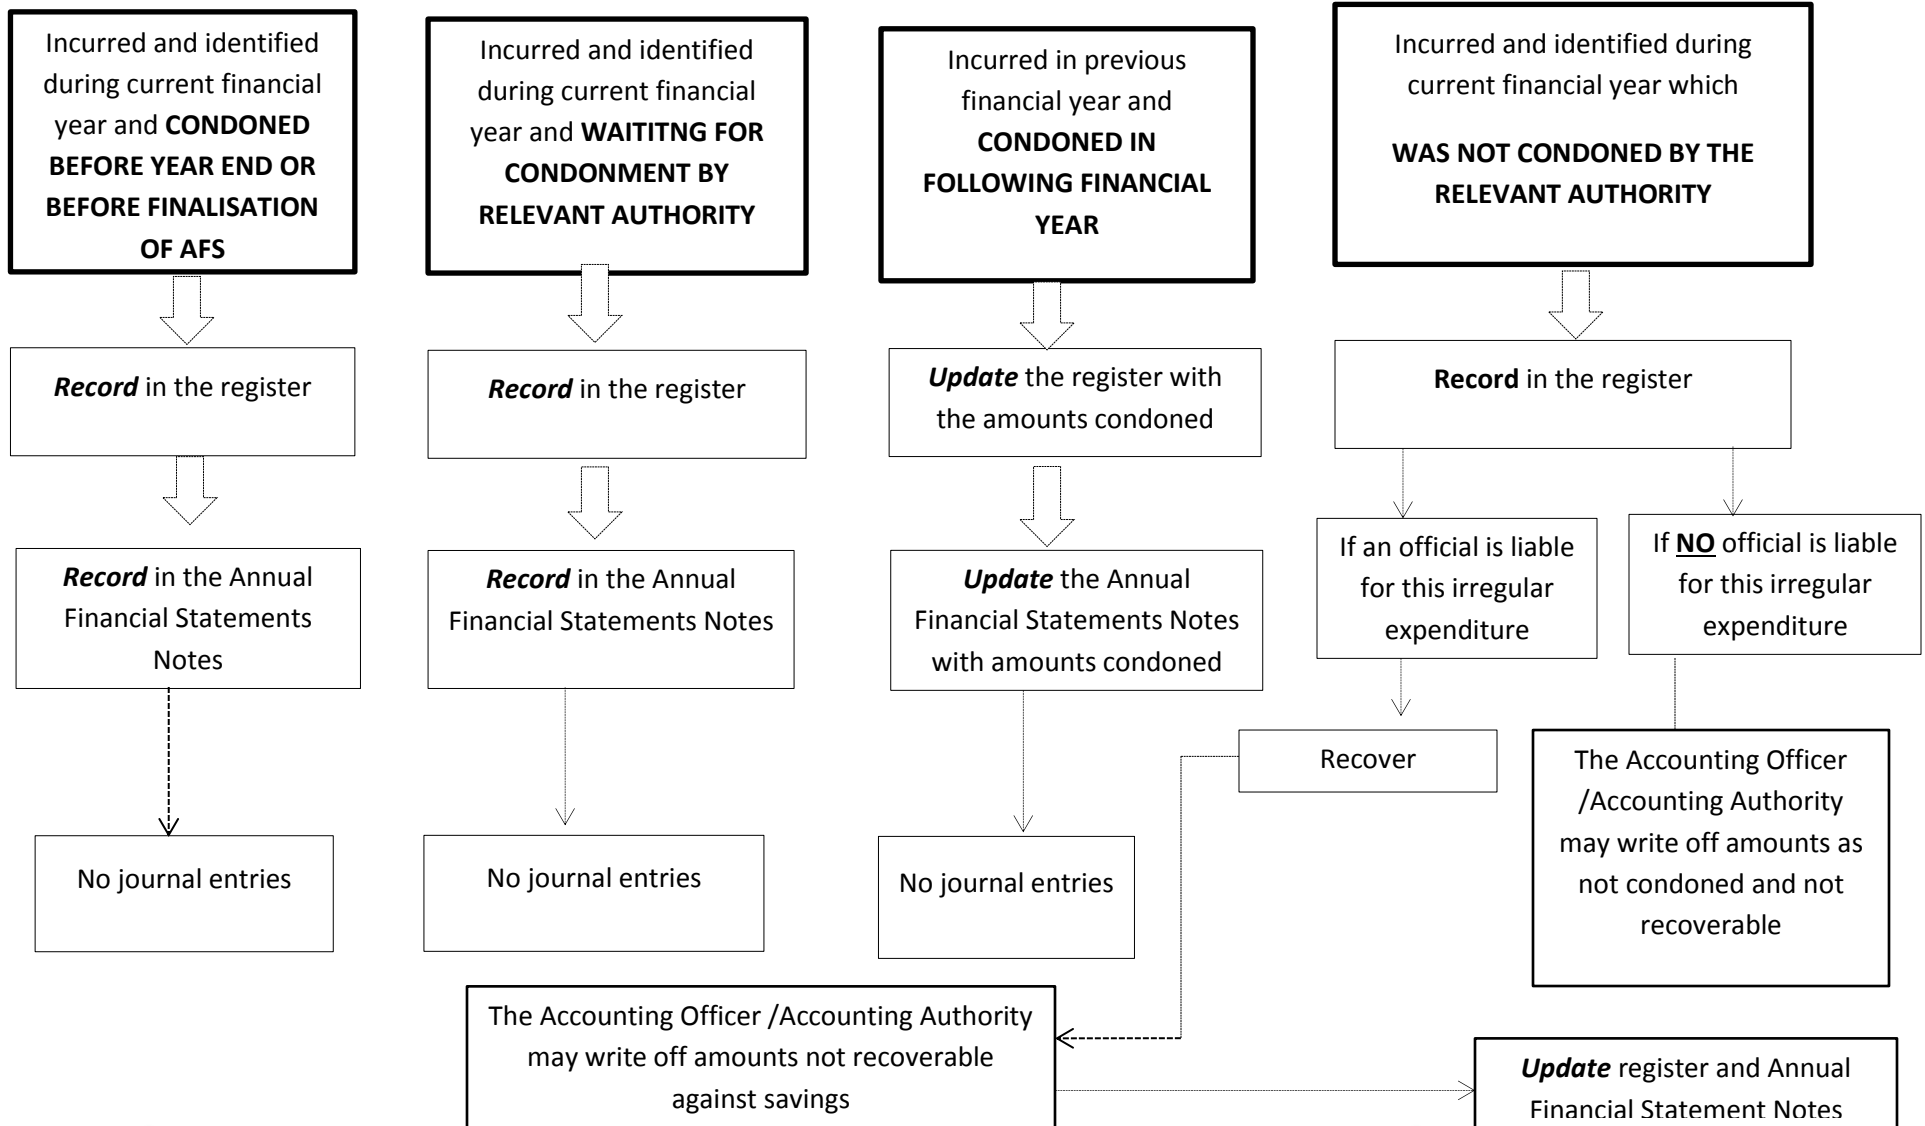 Incurred and identified
during current financial
year and CONDONED
BEFORE YEAR END OR
BEFORE FINALISATION
OF AFS
Incurred and identified
during current financial
year and WAITITNG FOR
CONDONMENT BY
RELEVANT AUTHORITY
Incurred in previous
financial year and
CONDONED IN
FOLLOWING FINANCIAL
YEAR
Incurred and identified during
current financial year which
WAS NOT CONDONED BY THE
RELEVANT AUTHORITY
Record in the register
Record in the register
Update the register with
the amounts condoned
Record in the register
Record in the Annual
Financial Statements
Notes
Record in the Annual
Financial Statements Notes
Update the Annual
Financial Statements Notes
with amounts condoned
If an official is liable
for this irregular
expenditure
If NO official is liable
for this irregular
expenditure
Recover
The Accounting Officer
/Accounting Authority
may write off amounts as
not condoned and not
recoverable
No journal entries
No journal entries
No journal entries
The Accounting Officer /Accounting Authority
may write off amounts not recoverable
against savings
Update register and Annual
Financial Statement Notes